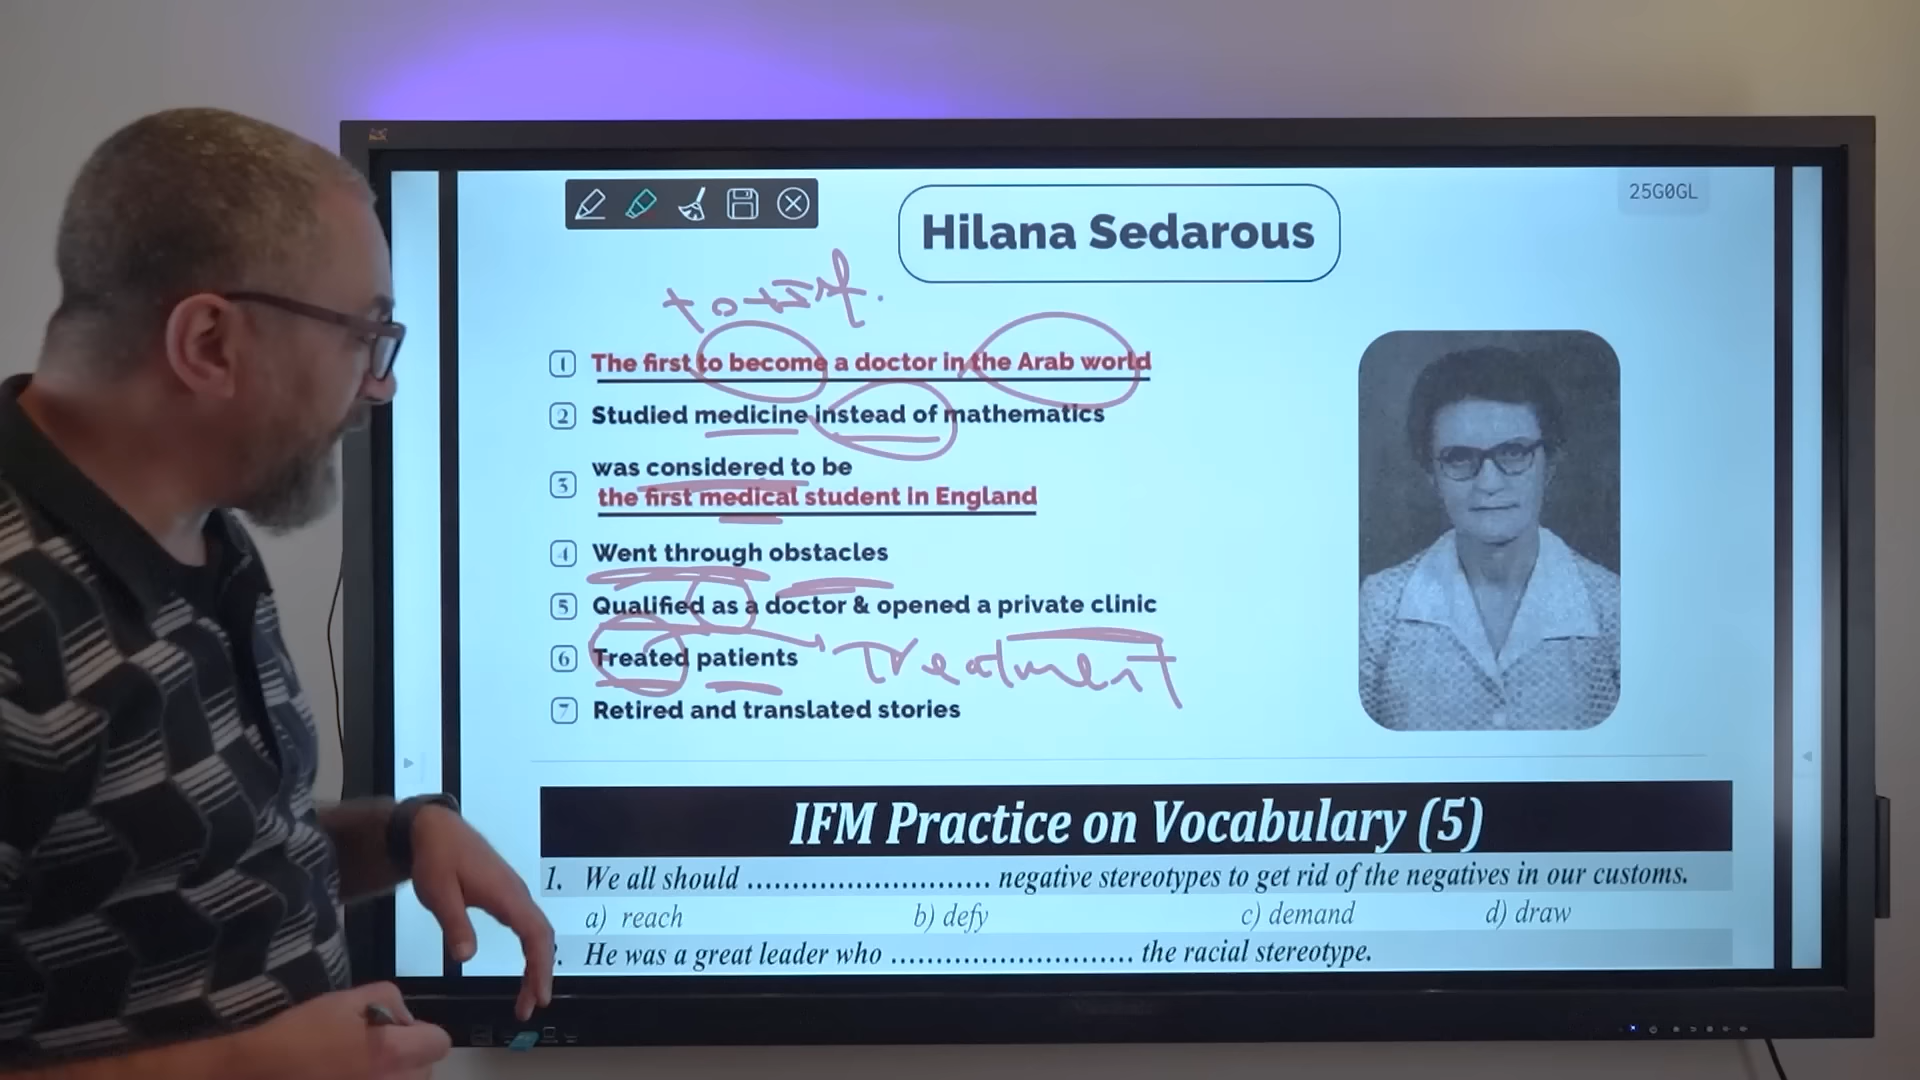 25G0GL
Hilana Sedarous
1 The first to become a doctor in the Arab world
2 Studied medicine instead of mathematics
3 was considered to be
the first medical student in England
4 Went through obstacles
5 Qualified as a doctor & opened a private clinic
6 Treated patients Treatment
7 Retired and translated stories
IFM Practice on Vocabulary (5)
1. We all should .......................... negative stereotypes to get rid of the negatives in our customs.
a) reach b) defy c) demand d) draw
. He was a great leader who .......................... the racial stereotype.